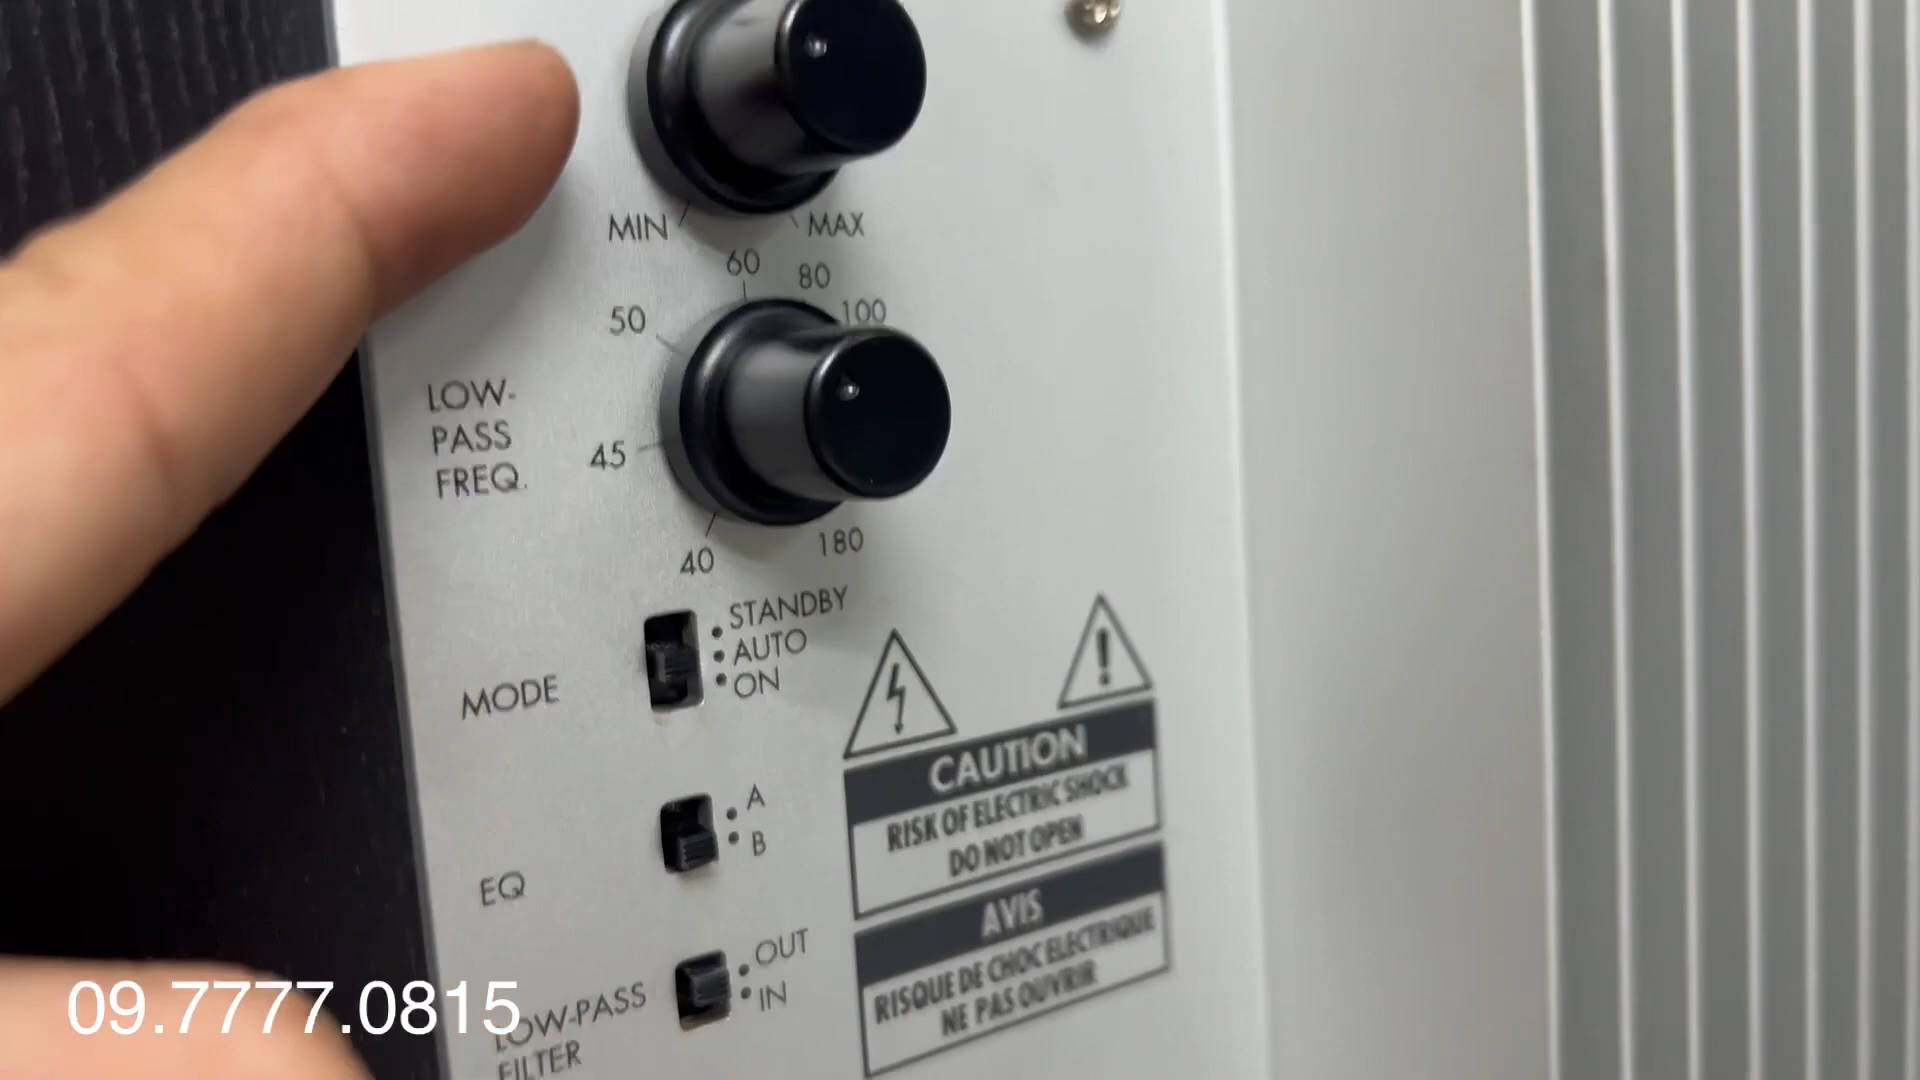 MIN
MAX
60
80
50
100
LOW-
PASS
FREQ.
45
40
180
STANDBY
AUTO
ON
MODE
A
B
EQ
OUT
IN
LOW-PASS
FILTER
CAUTION
RISK OF ELECTRIC SHOCK
DO NOT OPEN
AVIS
RISQUE DE CHOC ELECTRIQUE
NE PAS OUVRIR
09.7777.0815